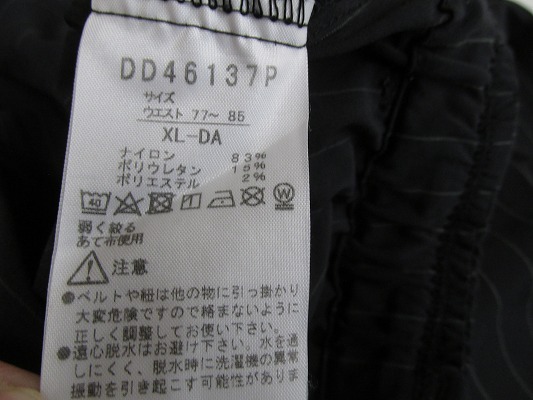 DD46137P
サイズ
ウエスト 77～ 85
XL-DA
ナイロン 83%
ポリウレタン 15%
ポリエステル 2%
40
W
弱く絞る
あて布使用
注意
●ベルトや紐は他の物に引っ掛かり
大変危険ですので絡まないように
正しく調整してお使い下さい。
●遠心脱水はお避け下さい。水を通
しにくく、脱水時に洗濯機の異常
振動を引き起こす可能性がありま